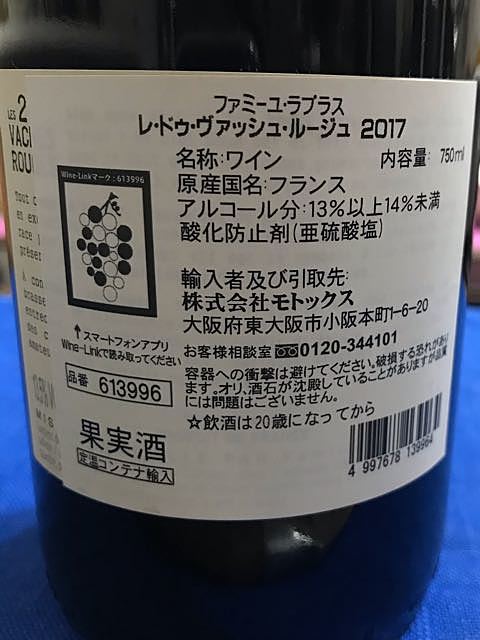 LES 2
VACH
ROU
ファミーユ・ラプラス
レ・ドゥ・ヴァッシュ・ルージュ 2017
名称:ワイン 内容量: 750ml
原産国名:フランス
アルコール分:13%以上14%未満
酸化防止剤(亜硫酸塩)
Wine-Linkマーク:613996
輸入者及び引取先:
株式会社モトックス
大阪府東大阪市小阪本町1-6-20
↑スマートフォンアプリ
Wine-Linkで読み取ってください
お客様相談室 0120-344101
容器への衝撃は避けてください。破損する恐れがあり
ます。オリ、酒石が沈殿していることがありますが品質
には問題はございません。
品番 613996
☆飲酒は20歳になってから
果実酒
定温コンテナ輸入
4 997678 139964